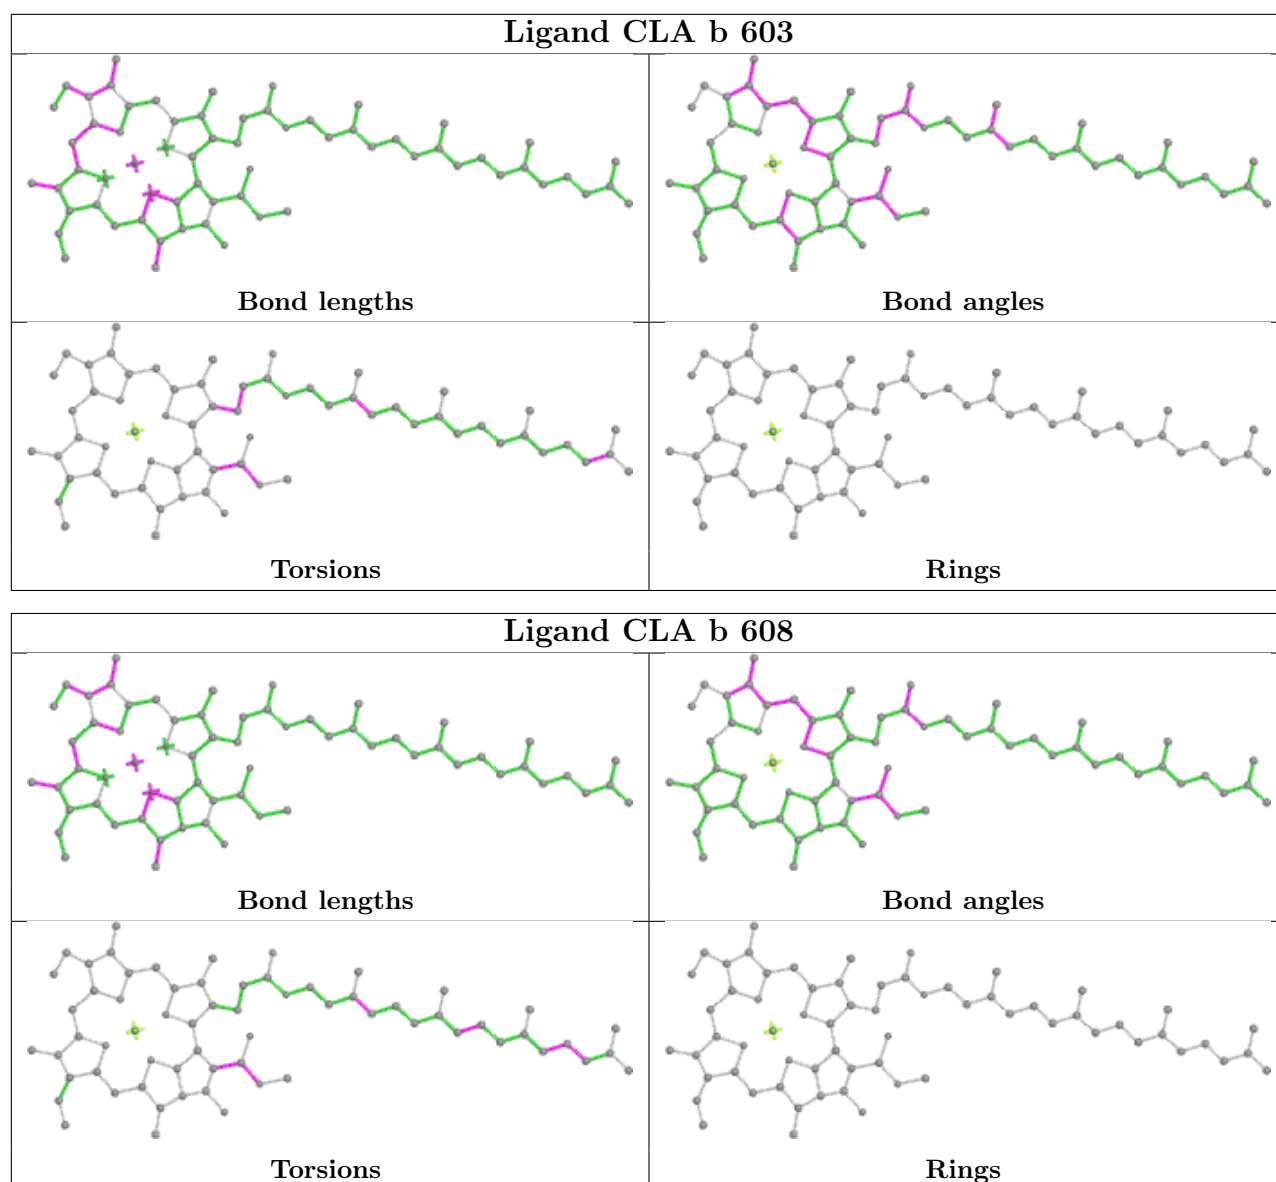 Ligand CLA b 603
Bond lengths
Bond angles
Torsions
Rings
Ligand CLA b 608
Bond lengths
Bond angles
Torsions
Rings